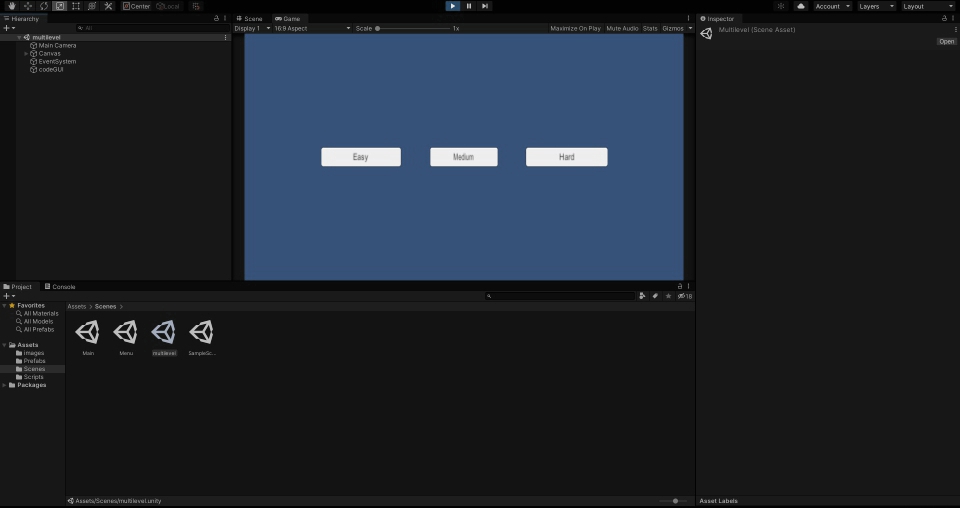 Center Local
Account Layers Layout
Hierarchy
All
multilevel
Main Camera
Canvas
EventSystem
codeGUI
Scene Game
Display 1 16:9 Aspect Scale 1x Maximize On Play Mute Audio Stats Gizmos
Easy Medium Hard
Inspector
Multilevel (Scene Asset)
Open
Project Console
18
Favorites
All Materials
All Models
All Prefabs
Assets
images
Prefabs
Scenes
Scripts
Packages
Assets > Scenes >
Main Menu multilevel SampleSc...
Assets/Scenes/multilevel.unity
Asset Labels